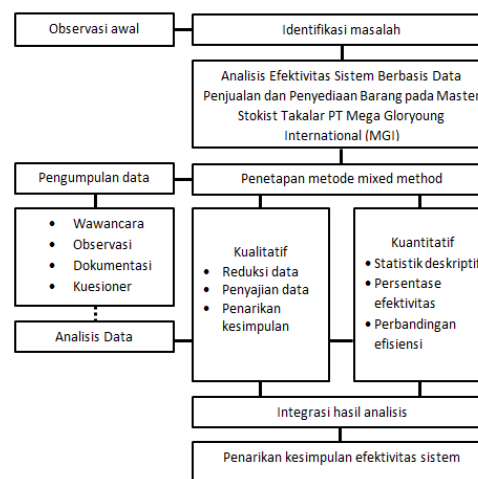 Observasi awal
Identifikasi masalah
Analisis Efektivitas Sistem Berbasis Data
Penjualan dan Penyediaan Barang pada Master
Stokist Takalar PT Mega Gloryoung
International (MGI)
Pengumpulan data
Penetapan metode mixed method
• Wawancara
• Observasi
• Dokumentasi
• Kuesioner
Kualitatif
• Reduksi data
• Penyajian data
• Penarikan
kesimpulan
Kuantitatif
• Statistik deskriptif
• Persentase
efektivitas
• Perbandingan
efisiensi
Analisis Data
Integrasi hasil analisis
Penarikan kesimpulan efektivitas sistem